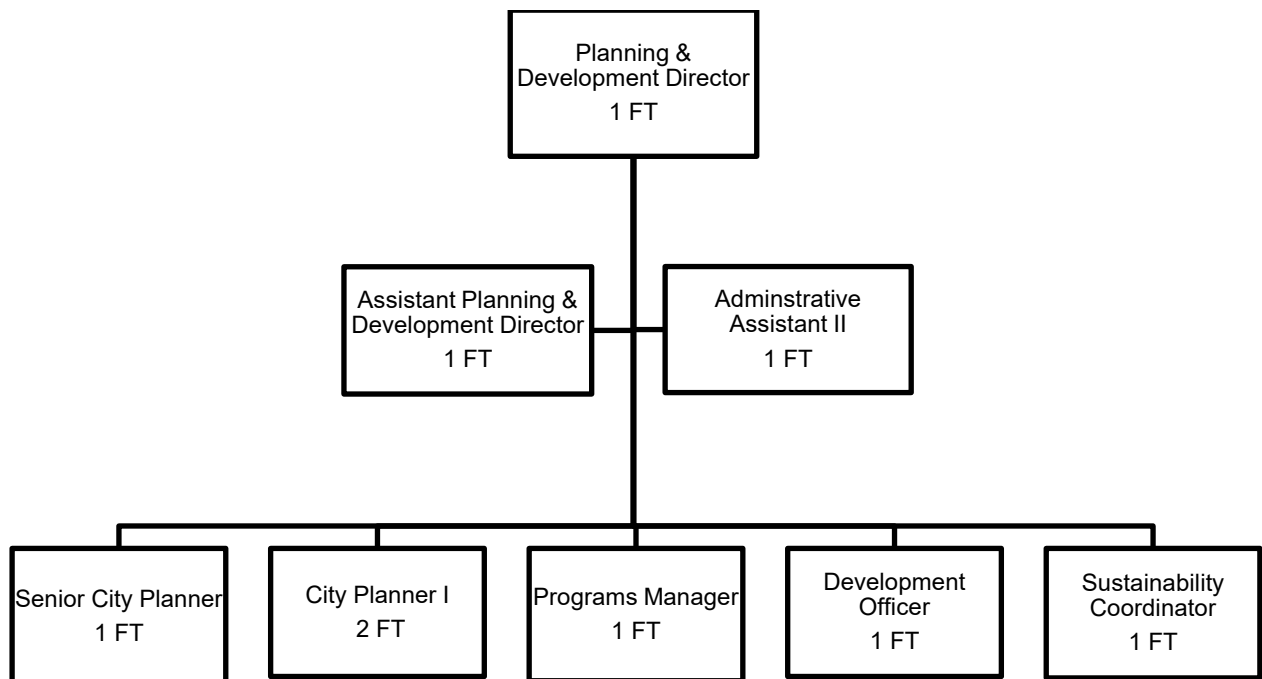 Planning &
Development Director
1 FT
Assistant Planning &
Development Director
1 FT
Adminstrative
Assistant II
1 FT
Senior City Planner
1 FT
City Planner I
2 FT
Programs Manager
1 FT
Development
Officer
1 FT
Sustainability
Coordinator
1 FT